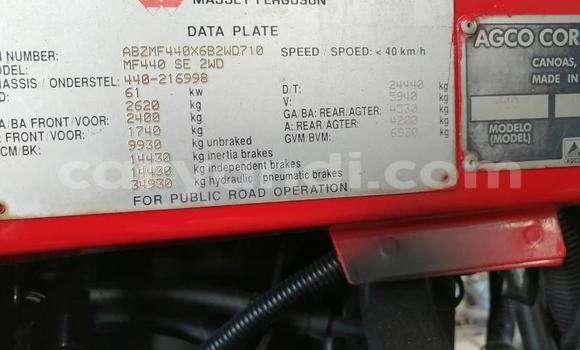 MASSEY FERGUSON
DATA PLATE
N NUMBER: ABZMF440X6B2WD710 SPEED / SPOED: < 40 km/h
ODEL: MF440 SE 2WD
HASSIS / ONDERSTEL: 440-216998
D: 61 kw D/T: 24440 kg
2620 kg V: 5940 kg
A/BA FRONT/VOOR: 2400 kg GA/BA: REAR/AGTER: 4530 kg
: FRONT/VOOR: 1740 kg A: REAR/AGTER: 4200 kg
CM/BK: 9930 kg unbraked GVM/BVM: 6930 kg
14430 kg inertia brakes
14430 kg independent brakes
34930 kg hydraulic / pneumatic brakes
FOR PUBLIC ROAD OPERATION.
AGCO COR
CANOAS,
MADE IN
MODELO
(MODEL)